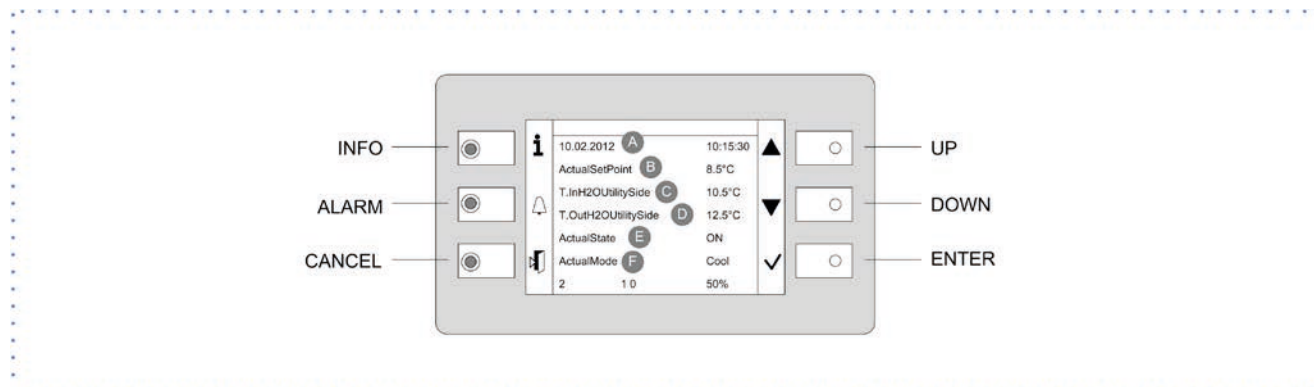 INFO
ALARM
CANCEL
i
10.02.2012 A 10:15:30
ActualSetPoint B 8.5°C
T.InH2OUtilitySide C 10.5°C
T.OutH2OUtilitySide D 12.5°C
ActualState E ON
ActualMode F Cool
2 1 0 50%
UP
DOWN
ENTER